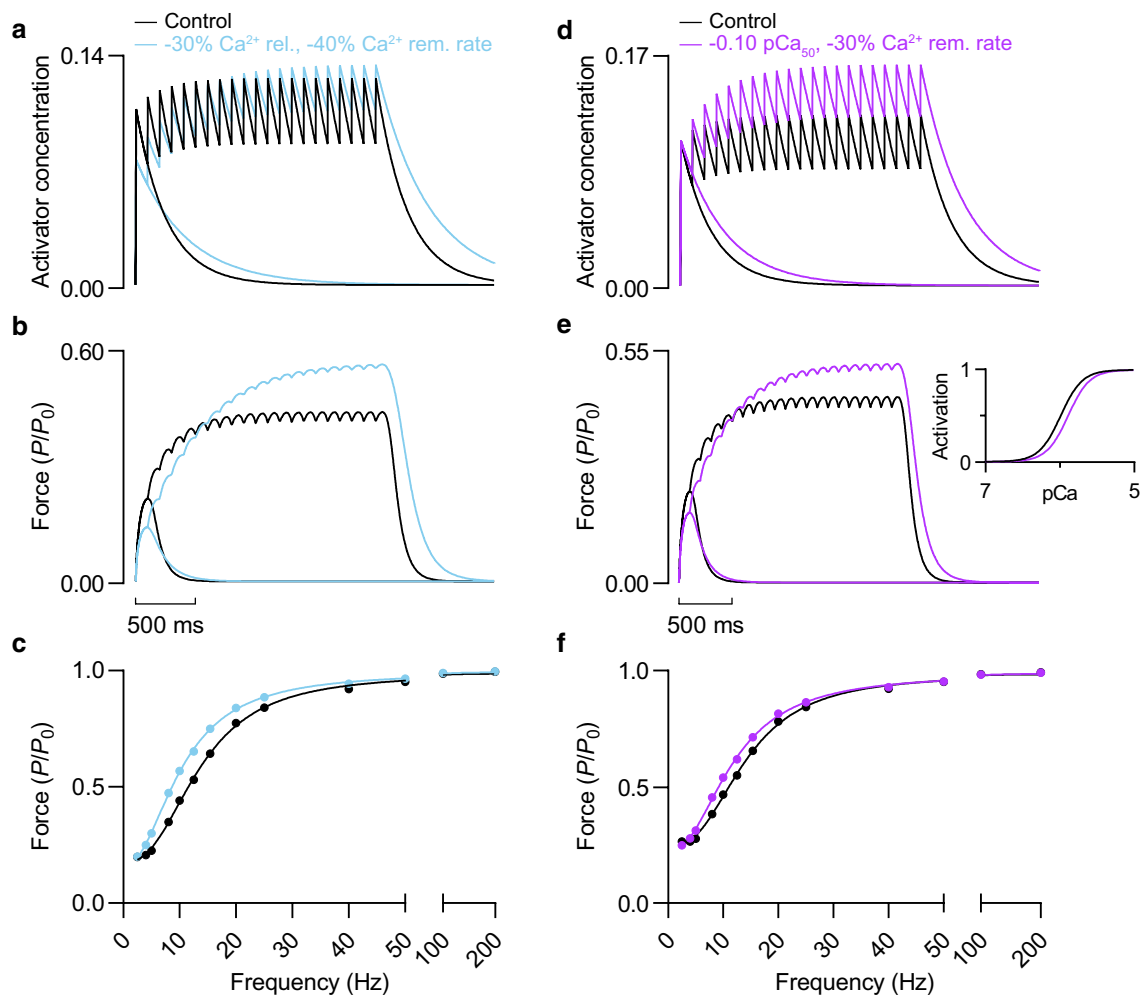 a
Control
-30% Ca²⁺ rel., -40% Ca²⁺ rem. rate
0.14
0.00
Activator concentration
b
0.60
0.00
Force (P/P₀)
500 ms
c
1.0
0.5
0.0
Force (P/P₀)
0 10 20 30 40 50 100 200
Frequency (Hz)
d
Control
-0.10 pCa₅₀, -30% Ca²⁺ rem. rate
0.17
0.00
Activator concentration
e
0.55
0.00
Force (P/P₀)
500 ms
1
0
Activation
7 5
pCa
f
1.0
0.5
0.0
Force (P/P₀)
0 10 20 30 40 50 100 200
Frequency (Hz)